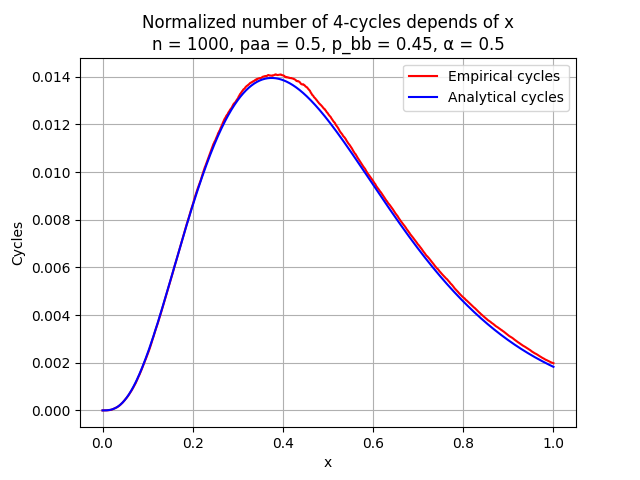 Normalized number of 4-cycles depends of x
n = 1000, paa = 0.5, p_bb = 0.45, α = 0.5
Empirical cycles
Analytical cycles
Cycles
0.014
0.012
0.010
0.008
0.006
0.004
0.002
0.000
0.0 0.2 0.4 0.6 0.8 1.0
x